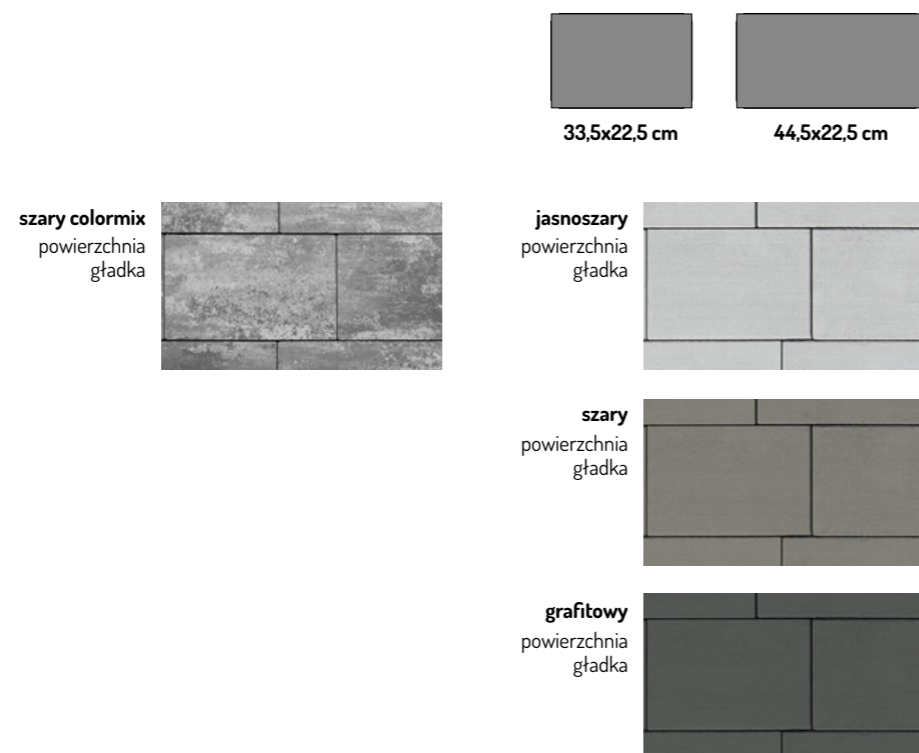 33,5x22,5 cm
44,5x22,5 cm
szary colormix
powierzchnia
gładka
jasnoszary
powierzchnia
gładka
szary
powierzchnia
gładka
grafitowy
powierzchnia
gładka